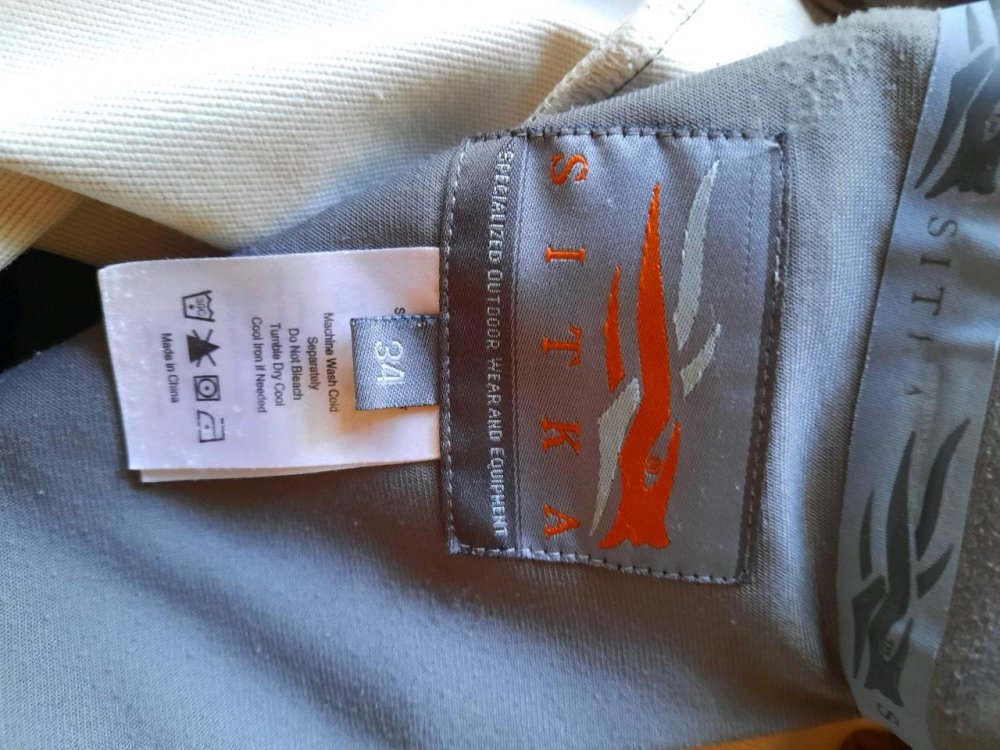 SITKA
SPECIALIZED OUTDOOR WEAR AND EQUIPMENT
34
Machine Wash Cold
Separately
Do Not Bleach
Tumble Dry Cool
Cool Iron If Needed
30C
Made in China
SITKA
S